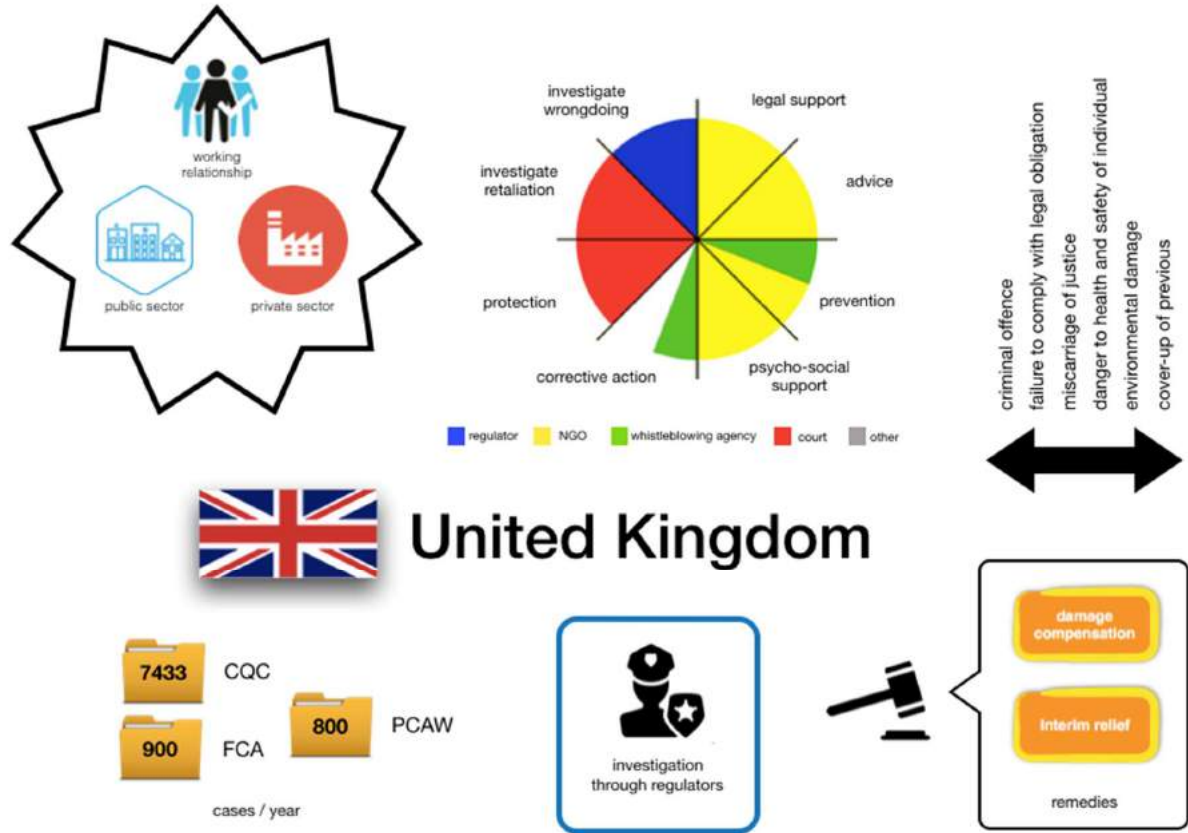 working
relationship
public sector
private sector
investigate
wrongdoing
legal support
investigate
retaliation
advice
protection
prevention
corrective action
psycho-social
support
regulator
NGO
whistleblowing agency
court
other
criminal offence
failure to comply with legal obligation
miscarriage of justice
danger to health and safety of individual
environmental damage
cover-up of previous
United Kingdom
7433
CQC
900
FCA
800
PCAW
cases / year
investigation
through regulators
damage
compensation
Interim relief
remedies